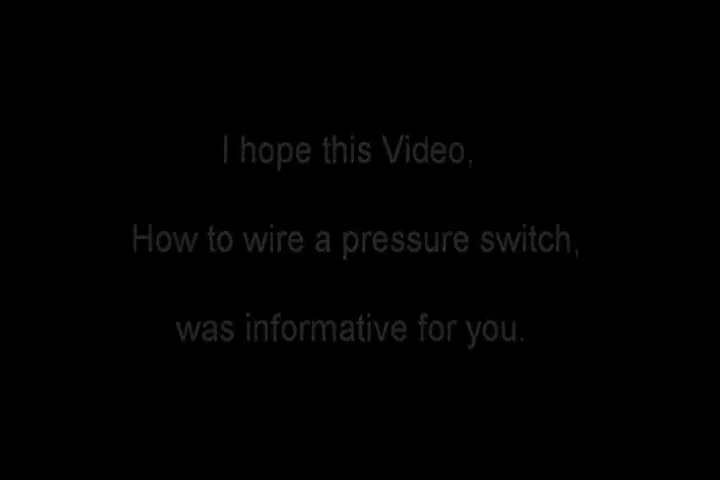 I hope this Video,
How to wire a pressure switch,
was informative for you.